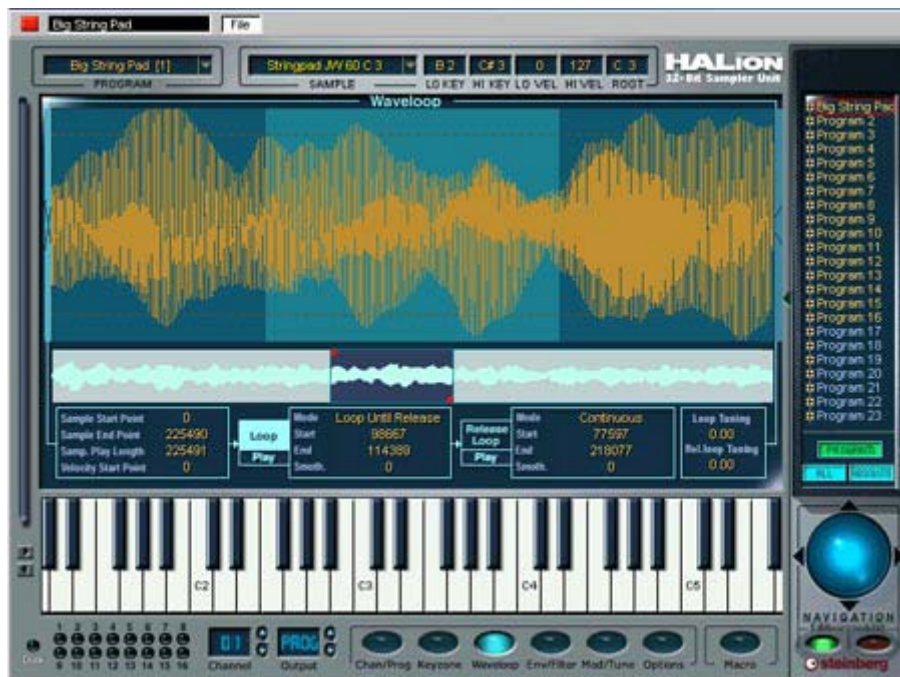 Big String Pad File
Big String Pad [1] Stringpad JW 60 C 3 B 2 C# 3 0 127 C 3
PROGRAM SAMPLE LO KEY HI KEY LO VEL HI VEL ROOT
HALion
32-Bit Sampler Unit
Waveloop
Big String Pad
Program 2
Program 3
Program 4
Program 5
Program 6
Program 7
Program 8
Program 9
Program 10
Program 11
Program 12
Program 13
Program 14
Program 15
Program 16
Program 17
Program 18
Program 19
Program 20
Program 21
Program 22
Program 23
PROGRAM
ALL
Sample Start Point 0
Sample End Point 225490
Samp. Play Length 225491
Velocity Start Point 0
Loop
Play
Mode Loop Until Release
Start 98667
End 114389
Smooth. 0
Release
Loop
Play
Mode Continuous
Start 77597
End 218077
Smooth. 0
Loop Tuning
0.00
Rel.loop Tuning
0.00
C2 C3 C4 C5
NAVIGATION
1 2 3 4 5 6 7 8
9 10 11 12 13 14 15 16
Disk
01 PROG
Channel Output
Chan/Prog Keyzone Waveloop Env/Filter Mod/Tune Options Macro
steinberg